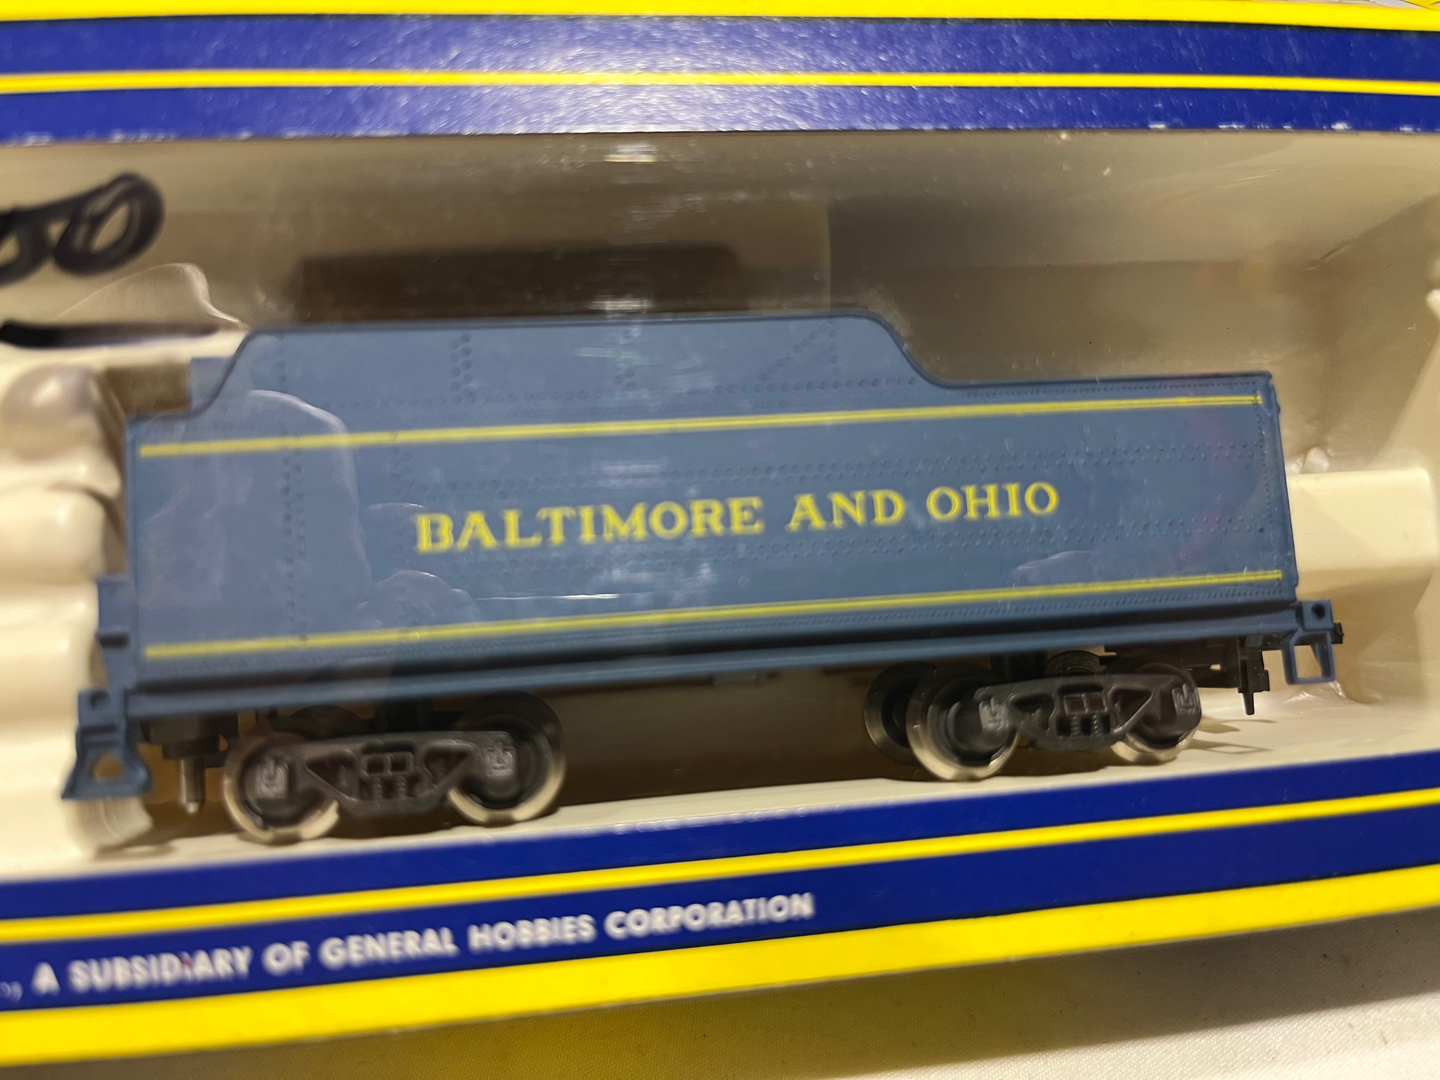 BALTIMORE AND OHIO
, A SUBSIDIARY OF GENERAL HOBBIES CORPORATION